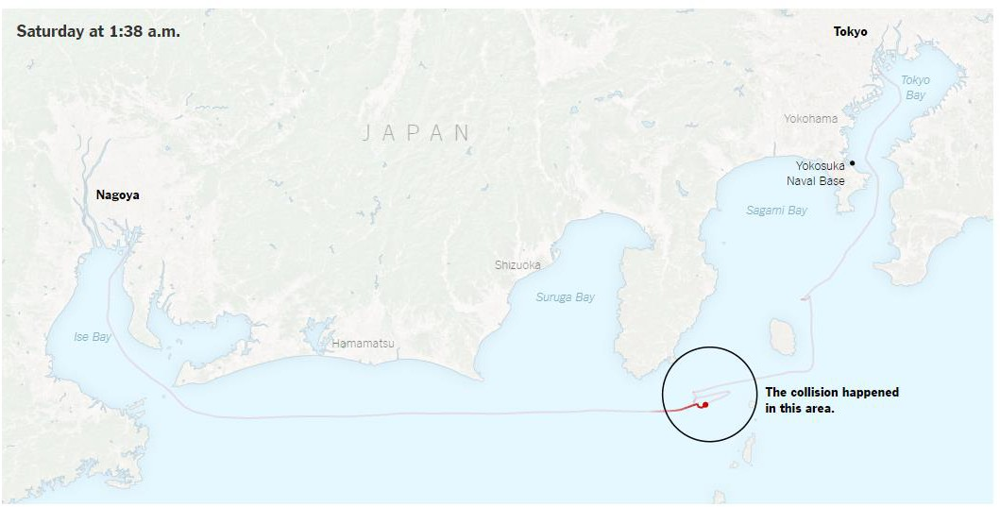 Saturday at 1:38 a.m.
Tokyo
Tokyo
Bay
Yokohama
JAPAN
Yokosuka
Naval Base
Nagoya
Sagami Bay
Shizuoka
Suruga Bay
Ise Bay
Hamamatsu
The collision happened
in this area.